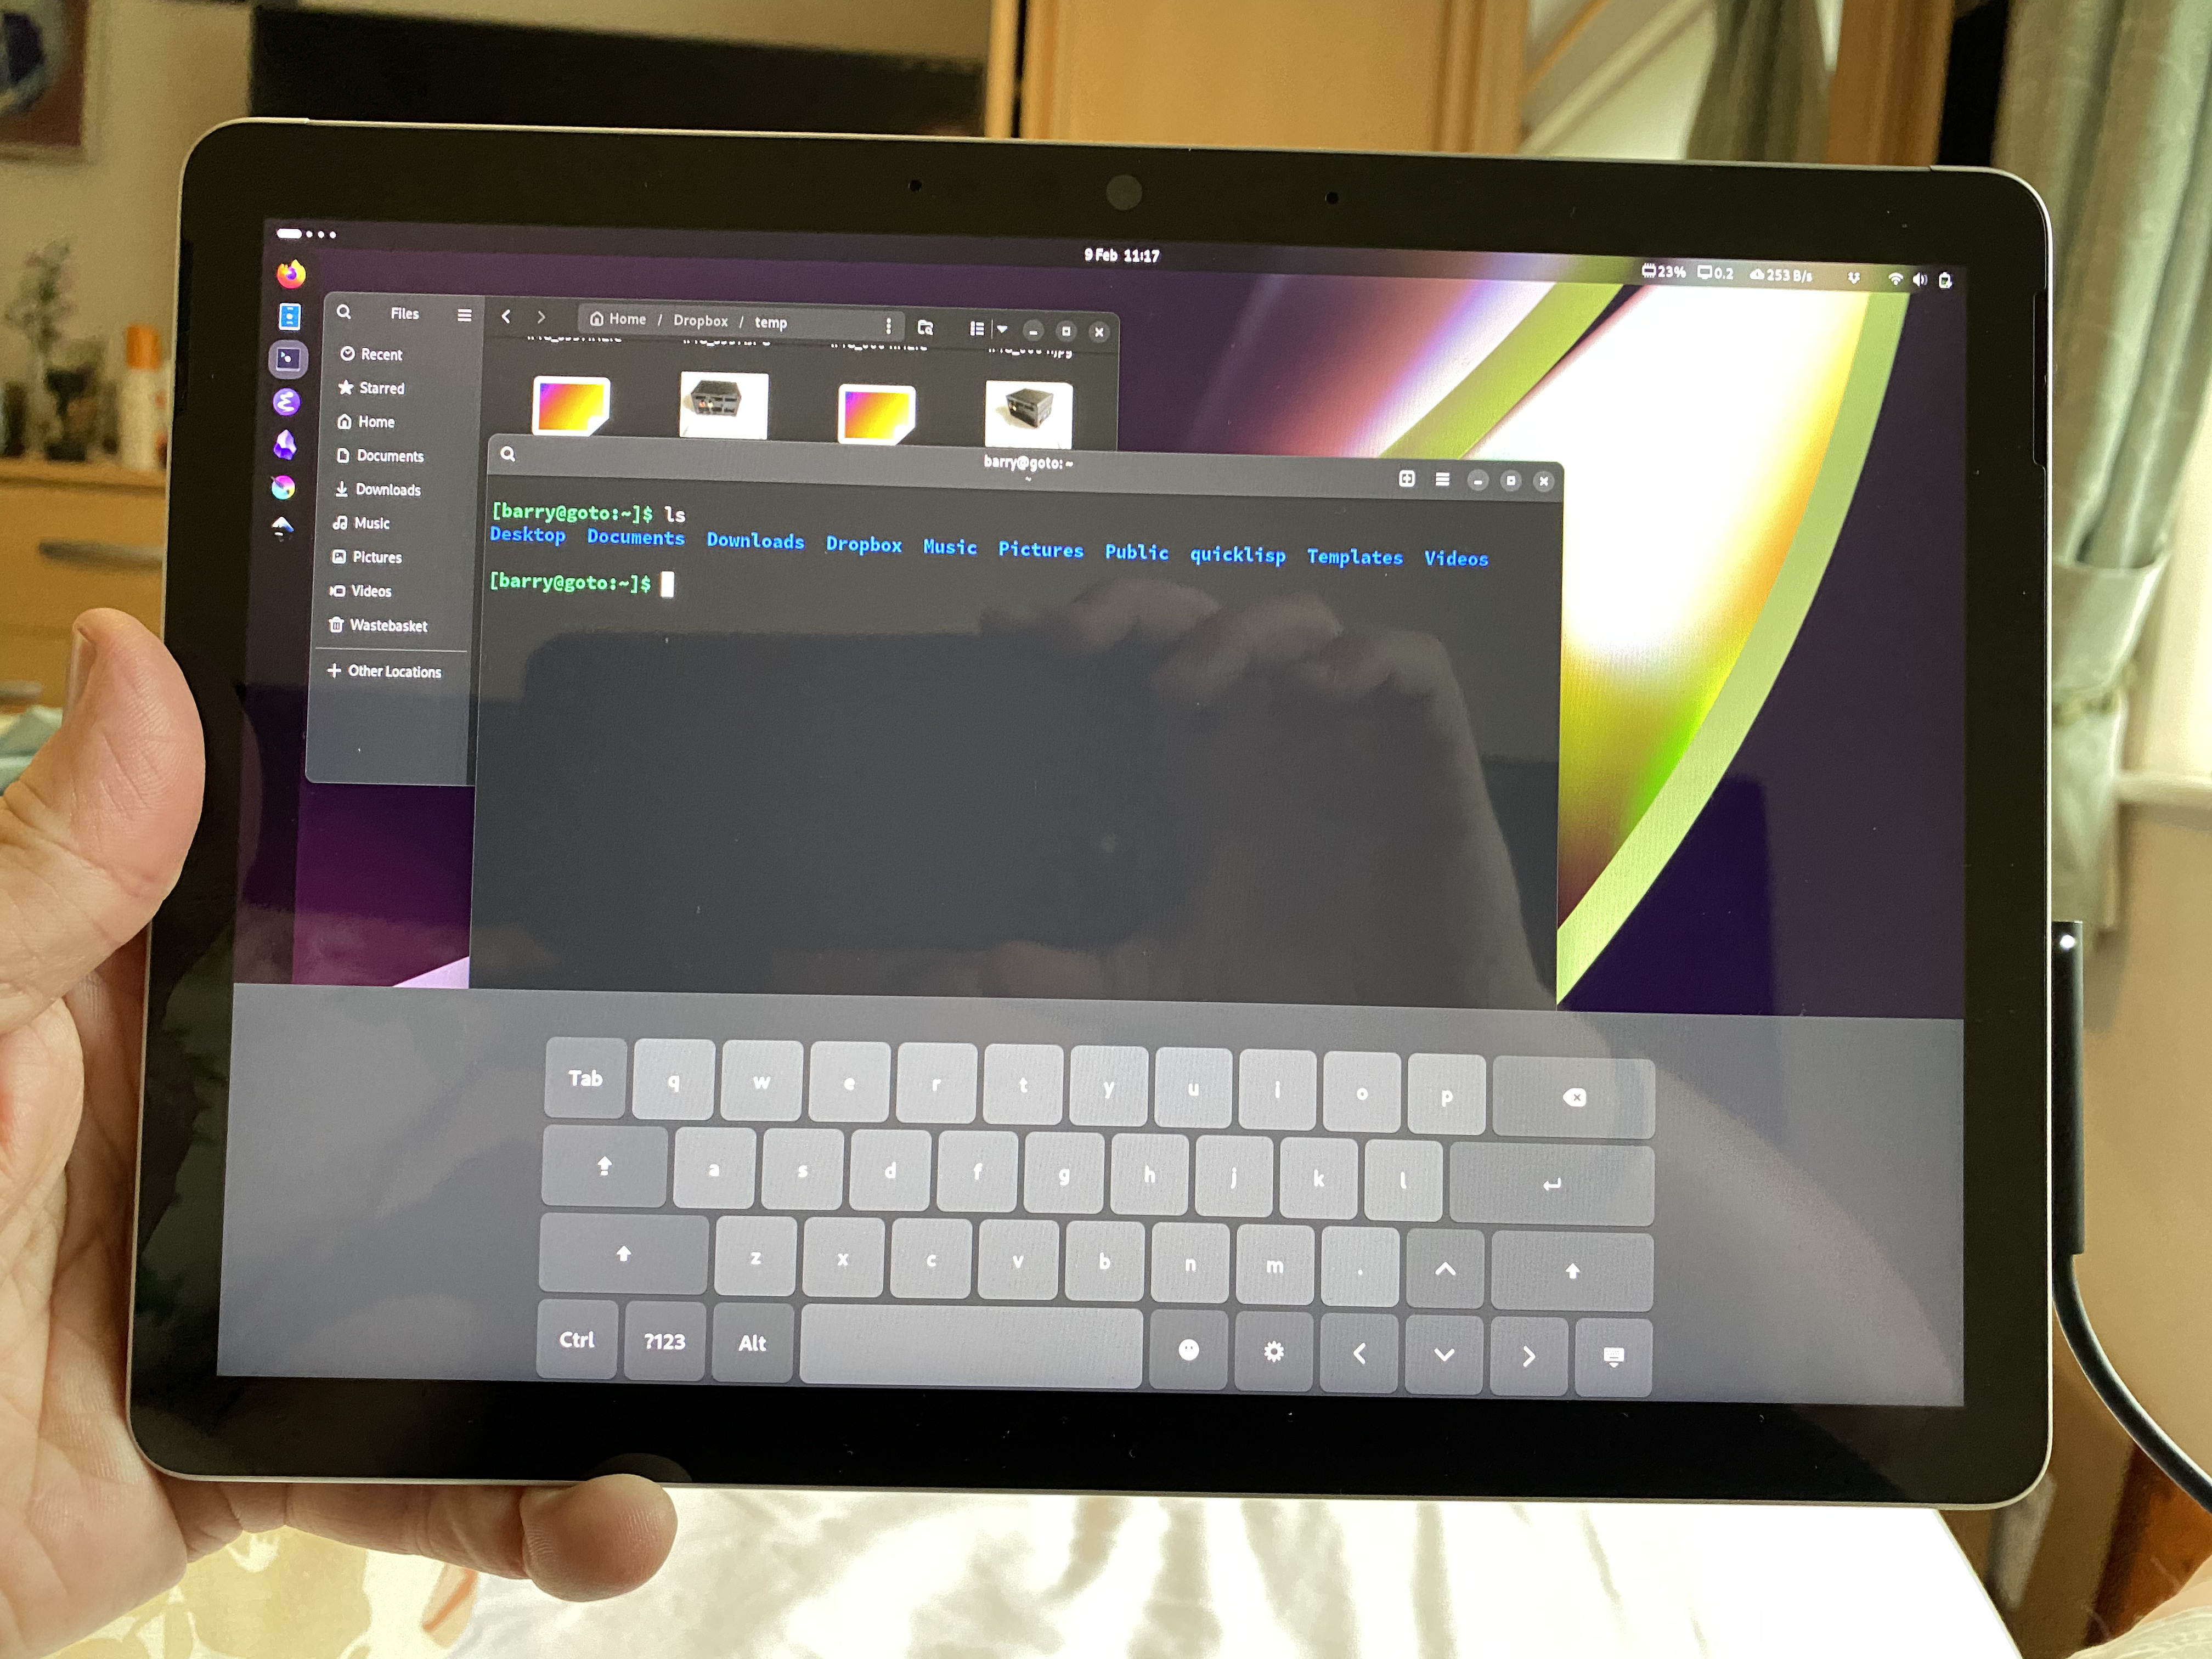 9 Feb 11:17
23% 0.2 253 B/s
Files
Home / Dropbox / temp
Recent
Starred
Home
Documents
Downloads
Music
Pictures
Videos
Wastebasket
Other Locations
barry@goto: ~
~
[barry@goto:~]$ ls
Desktop Documents Downloads Dropbox Music Pictures Public quicklisp Templates Videos
[barry@goto:~]$
Tab q w e r t y u i o p
a s d f g h j k l
z x c v b n m .
Ctrl ?123 Alt